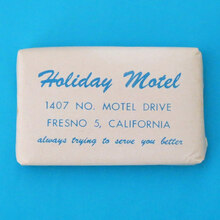 Holiday Motel
1407 NO. MOTEL DRIVE
FRESNO 5, CALIFORNIA
always trying to serve you better